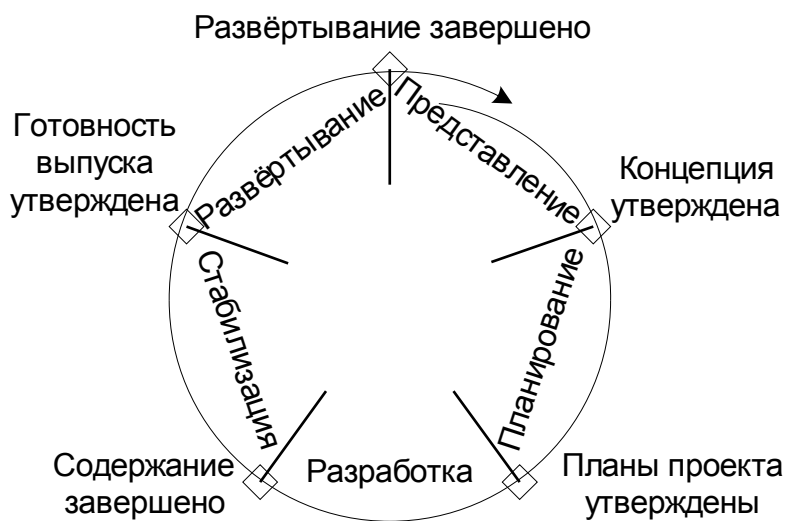 Развёртывание завершено
Представление
Концепция
утверждена
Планирование
Планы проекта
утверждены
Разработка
Содержание
завершено
Стабилизация
Готовность
выпуска
утверждена
Развёртывание